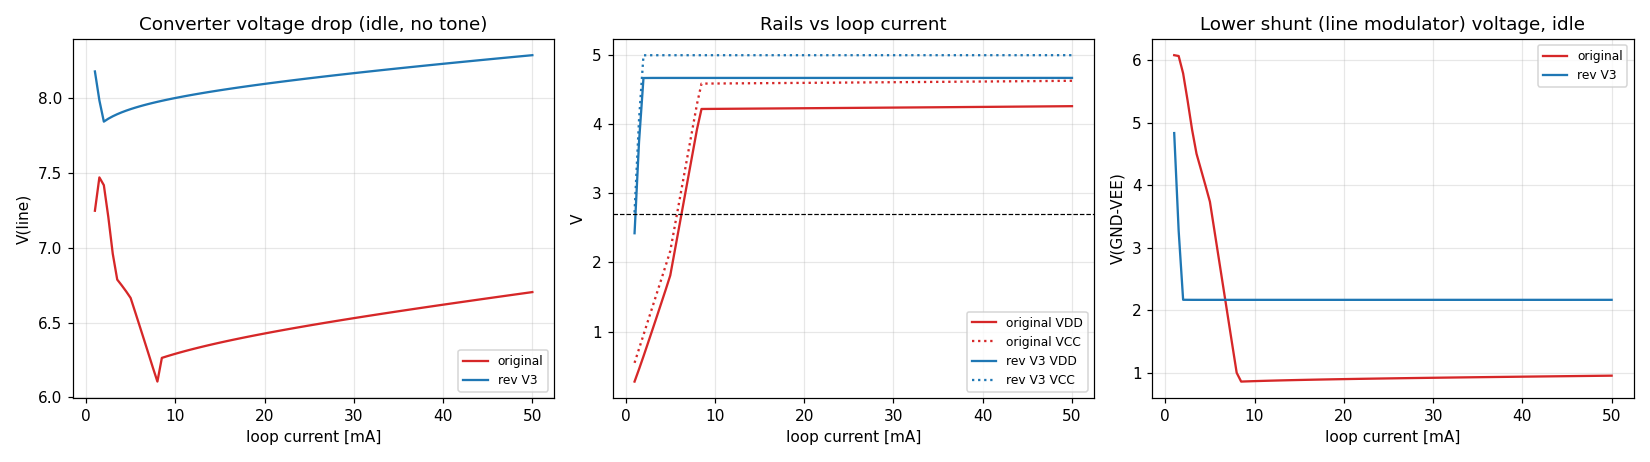 Converter voltage drop (idle, no tone)
V(line)
8.0
7.5
7.0
6.5
6.0
0 10 20 30 40 50
loop current [mA]
original
rev V3
Rails vs loop current
V
5
4
3
2
1
0 10 20 30 40 50
loop current [mA]
original VDD
original VCC
rev V3 VDD
rev V3 VCC
Lower shunt (line modulator) voltage, idle
V(GND-VEE)
6
5
4
3
2
1
0 10 20 30 40 50
loop current [mA]
original
rev V3